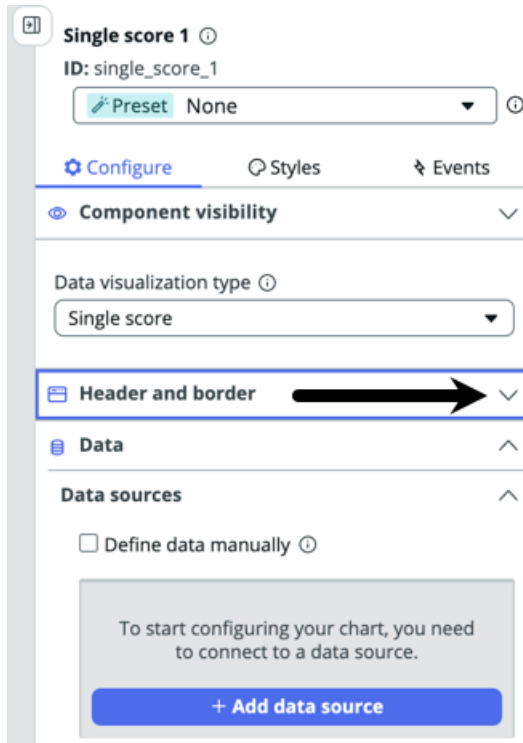 Single score 1
ID: single_score_1
Preset None
Configure Styles Events
Component visibility
Data visualization type
Single score
Header and border
Data
Data sources
Define data manually
To start configuring your chart, you need
to connect to a data source.
+ Add data source